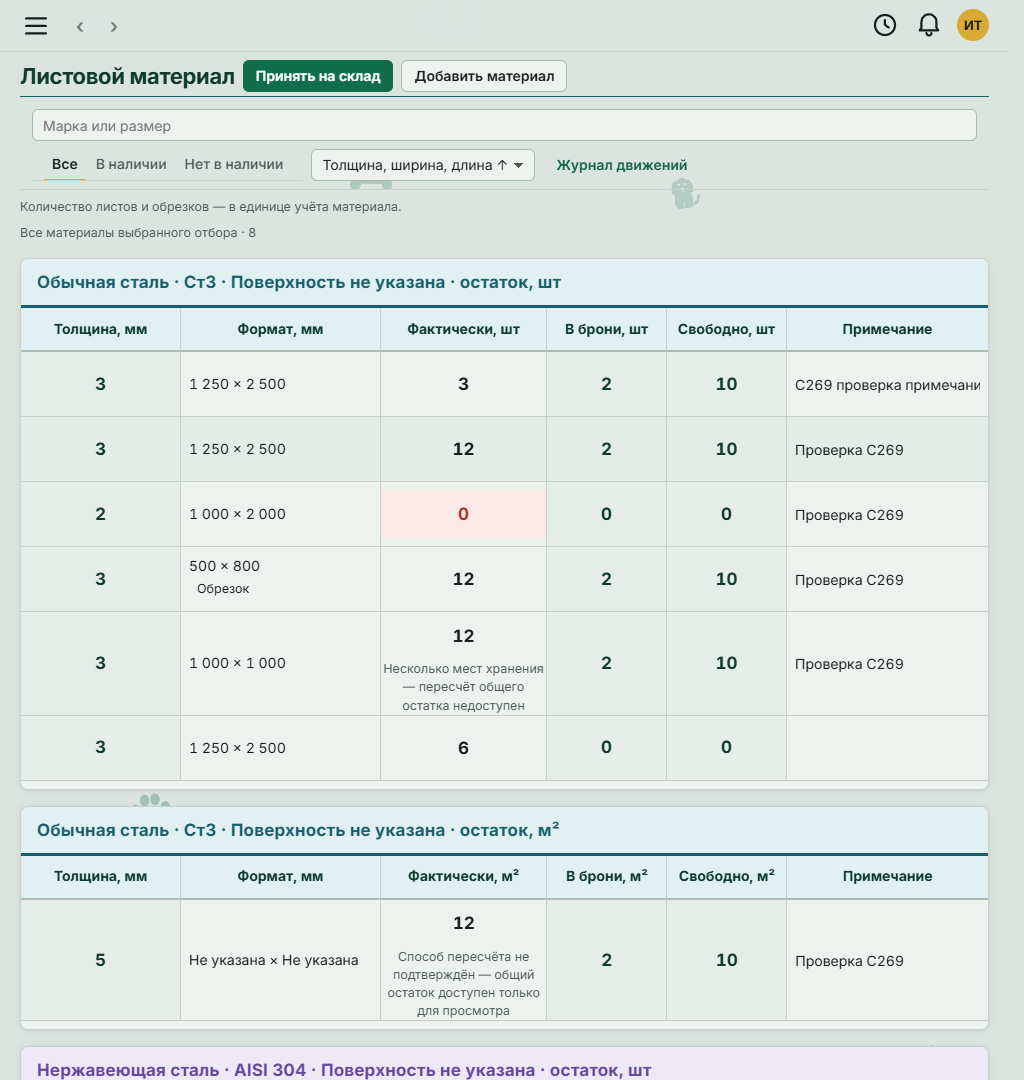 ИТ
Листовой материал
Принять на склад
Добавить материал
Марка или размер
Все
В наличии
Нет в наличии
Толщина, ширина, длина ↑
Журнал движений
Количество листов и обрезков — в единице учёта материала.
Все материалы выбранного отбора · 8
Обычная сталь · Ст3 · Поверхность не указана · остаток, шт
Толщина, мм
Формат, мм
Фактически, шт
В брони, шт
Свободно, шт
Примечание
3
1 250 × 2 500
3
2
10
С269 проверка примечани
3
1 250 × 2 500
12
2
10
Проверка С269
2
1 000 × 2 000
0
0
0
Проверка С269
3
500 × 800
Обрезок
12
2
10
Проверка С269
3
1 000 × 1 000
12
Несколько мест хранения
— пересчёт общего
остатка недоступен
2
10
Проверка С269
3
1 250 × 2 500
6
0
0
Обычная сталь · Ст3 · Поверхность не указана · остаток, м²
Толщина, мм
Формат, мм
Фактически, м²
В брони, м²
Свободно, м²
Примечание
5
Не указана × Не указана
12
Способ пересчёта не
подтверждён — общий
остаток доступен только
для просмотра
2
10
Проверка С269
Нержавеющая сталь · AISI 304 · Поверхность не указана · остаток, шт